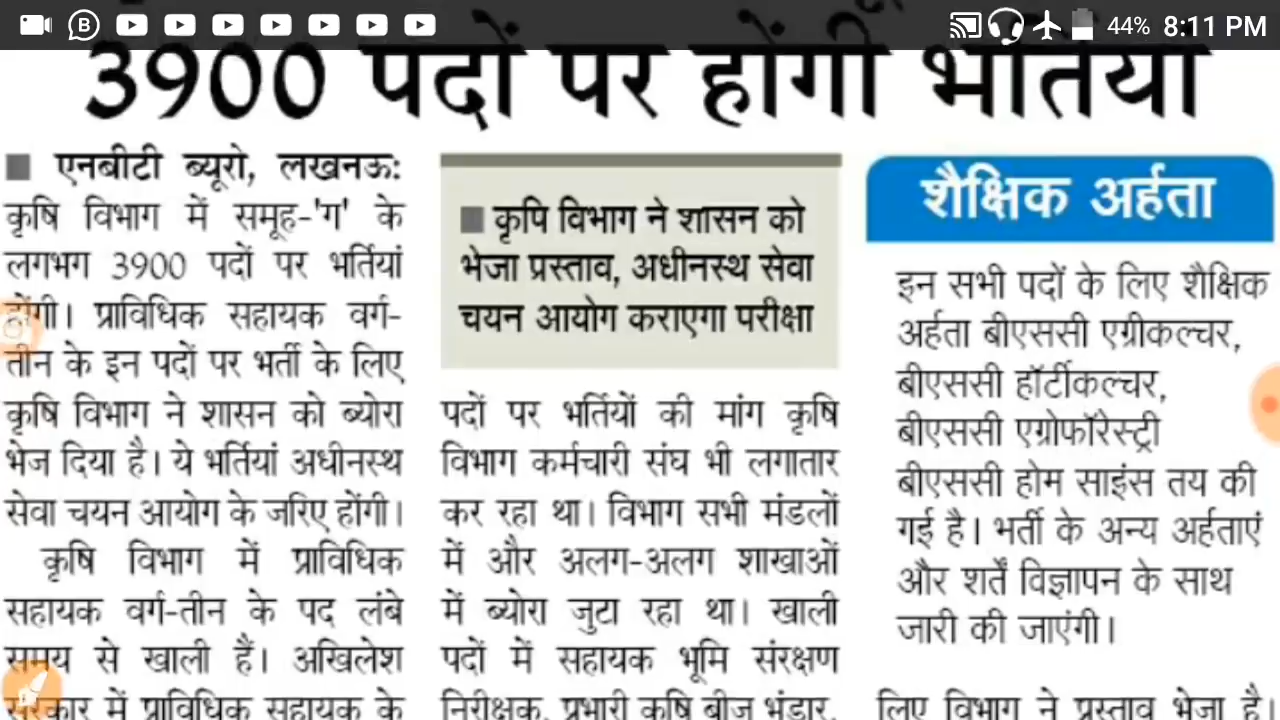 44% 8:11 PM
3900 पदों पर होंगी भर्तियां
■ एनबीटी ब्यूरो, लखनऊ:
कृषि विभाग में समूह-'ग' के
लगभग 3900 पदों पर भर्तियां
होंगी। प्राविधिक सहायक वर्ग-
तीन के इन पदों पर भर्ती के लिए
कृषि विभाग ने शासन को ब्योरा
भेज दिया है। ये भर्तियां अधीनस्थ
सेवा चयन आयोग के जरिए होंगी।
कृषि विभाग में प्राविधिक
सहायक वर्ग-तीन के पद लंबे
समय से खाली हैं। अखिलेश
सरकार में प्राविधिक सहायक के
■ कृषि विभाग ने शासन को
भेजा प्रस्ताव, अधीनस्थ सेवा
चयन आयोग कराएगा परीक्षा
पदों पर भर्तियों की मांग कृषि
विभाग कर्मचारी संघ भी लगातार
कर रहा था। विभाग सभी मंडलों
में और अलग-अलग शाखाओं
में ब्योरा जुटा रहा था। खाली
पदों में सहायक भूमि संरक्षण
निरीक्षक, प्रभारी कृषि बीज भंडार,
शैक्षिक अर्हता
इन सभी पदों के लिए शैक्षिक
अर्हता बीएससी एग्रीकल्चर,
बीएससी हॉर्टीकल्चर,
बीएससी एग्रोफॉरेस्ट्री
बीएससी होम साइंस तय की
गई है। भर्ती के अन्य अर्हताएं
और शर्तें विज्ञापन के साथ
जारी की जाएंगी।
लिए विभाग ने प्रस्ताव भेजा है।